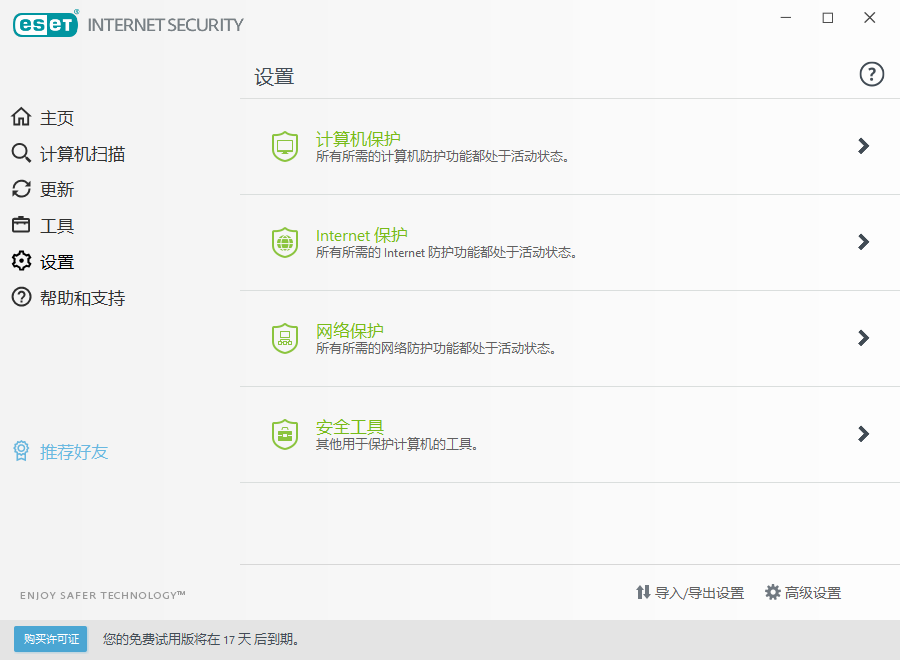 eseT® INTERNET SECURITY
设置
?
主页
计算机扫描
更新
工具
设置
帮助和支持
推荐好友
计算机保护
所有所需的计算机防护功能都处于活动状态。
Internet 保护
所有所需的 Internet 防护功能都处于活动状态。
网络保护
所有所需的网络防护功能都处于活动状态。
安全工具
其他用于保护计算机的工具。
ENJOY SAFER TECHNOLOGY™
导入/导出设置
高级设置
购买许可证
您的免费试用版将在 17 天 后到期。